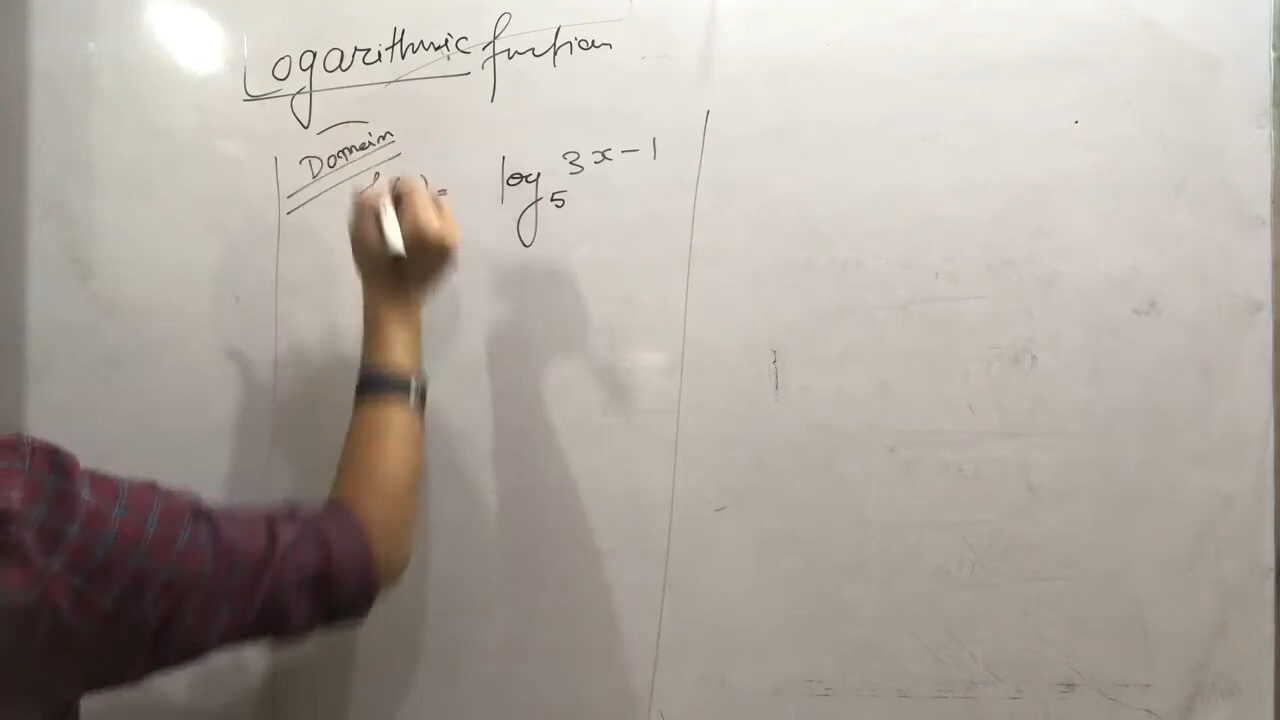 Logarithmic function
Domain
= log₅ 3x-1